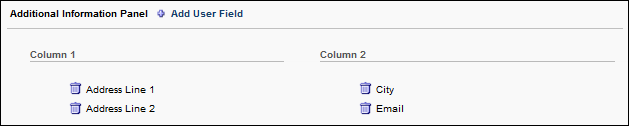 Additional Information Panel Add User Field
Column 1 Column 2
Address Line 1 City
Address Line 2 Email